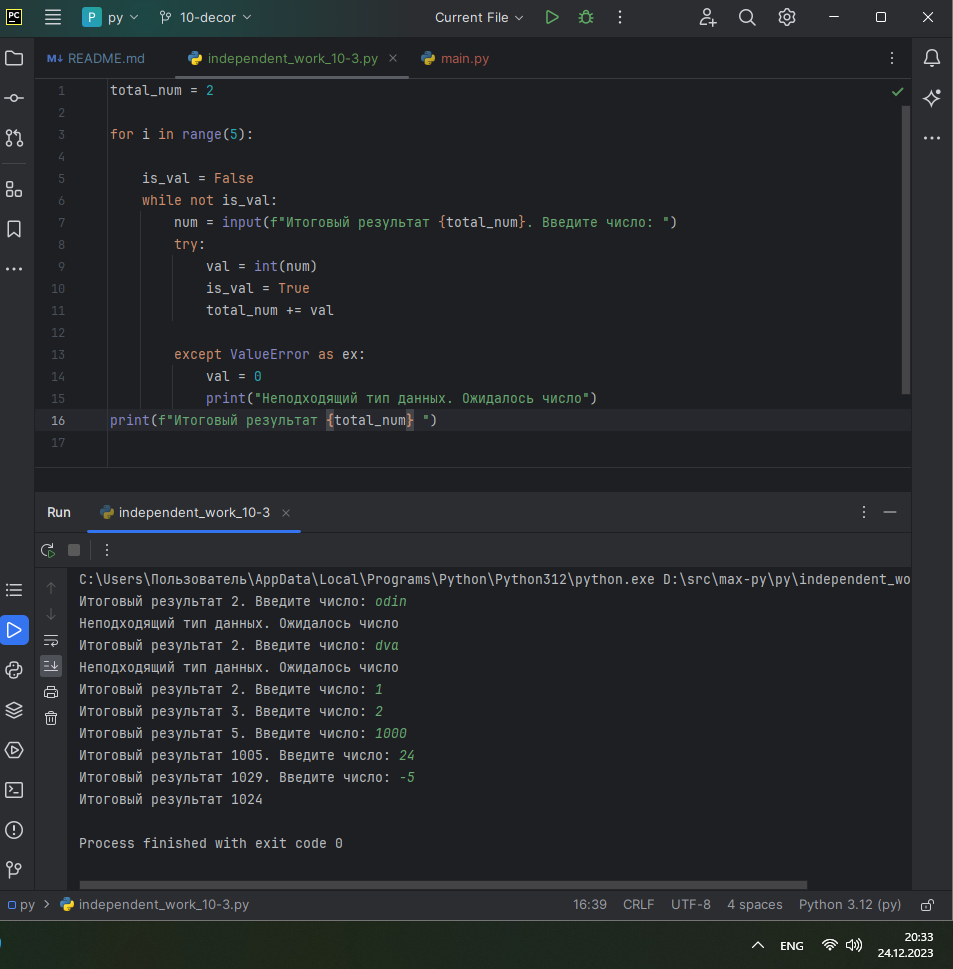 PC P py 10-decor Current File
M↓ README.md independent_work_10-3.py main.py
1 total_num = 2
2
3 for i in range(5):
4
5 is_val = False
6 while not is_val:
7 num = input(f"Итоговый результат {total_num}. Введите число: ")
8 try:
9 val = int(num)
10 is_val = True
11 total_num += val
12
13 except ValueError as ex:
14 val = 0
15 print("Неподходящий тип данных. Ожидалось число")
16 print(f"Итоговый результат {total_num} ")
17
Run independent_work_10-3
C:\Users\Пользователь\AppData\Local\Programs\Python\Python312\python.exe D:\src\max-py\py\independent_wo
Итоговый результат 2. Введите число: odin
Неподходящий тип данных. Ожидалось число
Итоговый результат 2. Введите число: dva
Неподходящий тип данных. Ожидалось число
Итоговый результат 2. Введите число: 1
Итоговый результат 3. Введите число: 2
Итоговый результат 5. Введите число: 1000
Итоговый результат 1005. Введите число: 24
Итоговый результат 1029. Введите число: -5
Итоговый результат 1024
Process finished with exit code 0
py independent_work_10-3.py 16:39 CRLF UTF-8 4 spaces Python 3.12 (py)
ENG 20:33
24.12.2023